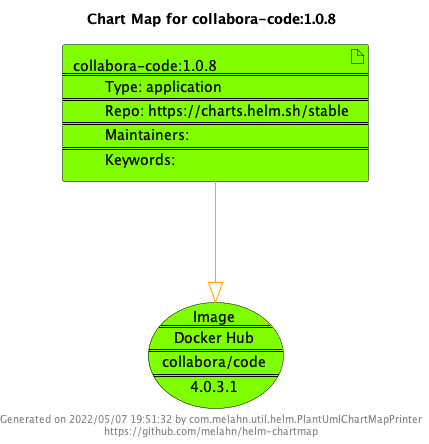 Chart Map for collabora-code:1.0.8
collabora-code:1.0.8
Type: application
Repo: https://charts.helm.sh/stable
Maintainers:
Keywords:
Image
Docker Hub
collabora/code
4.0.3.1
Generated on 2022/05/07 19:51:32 by com.melahn.util.helm.PlantUmlChartMapPrinter
https://github.com/melahn/helm-chartmap